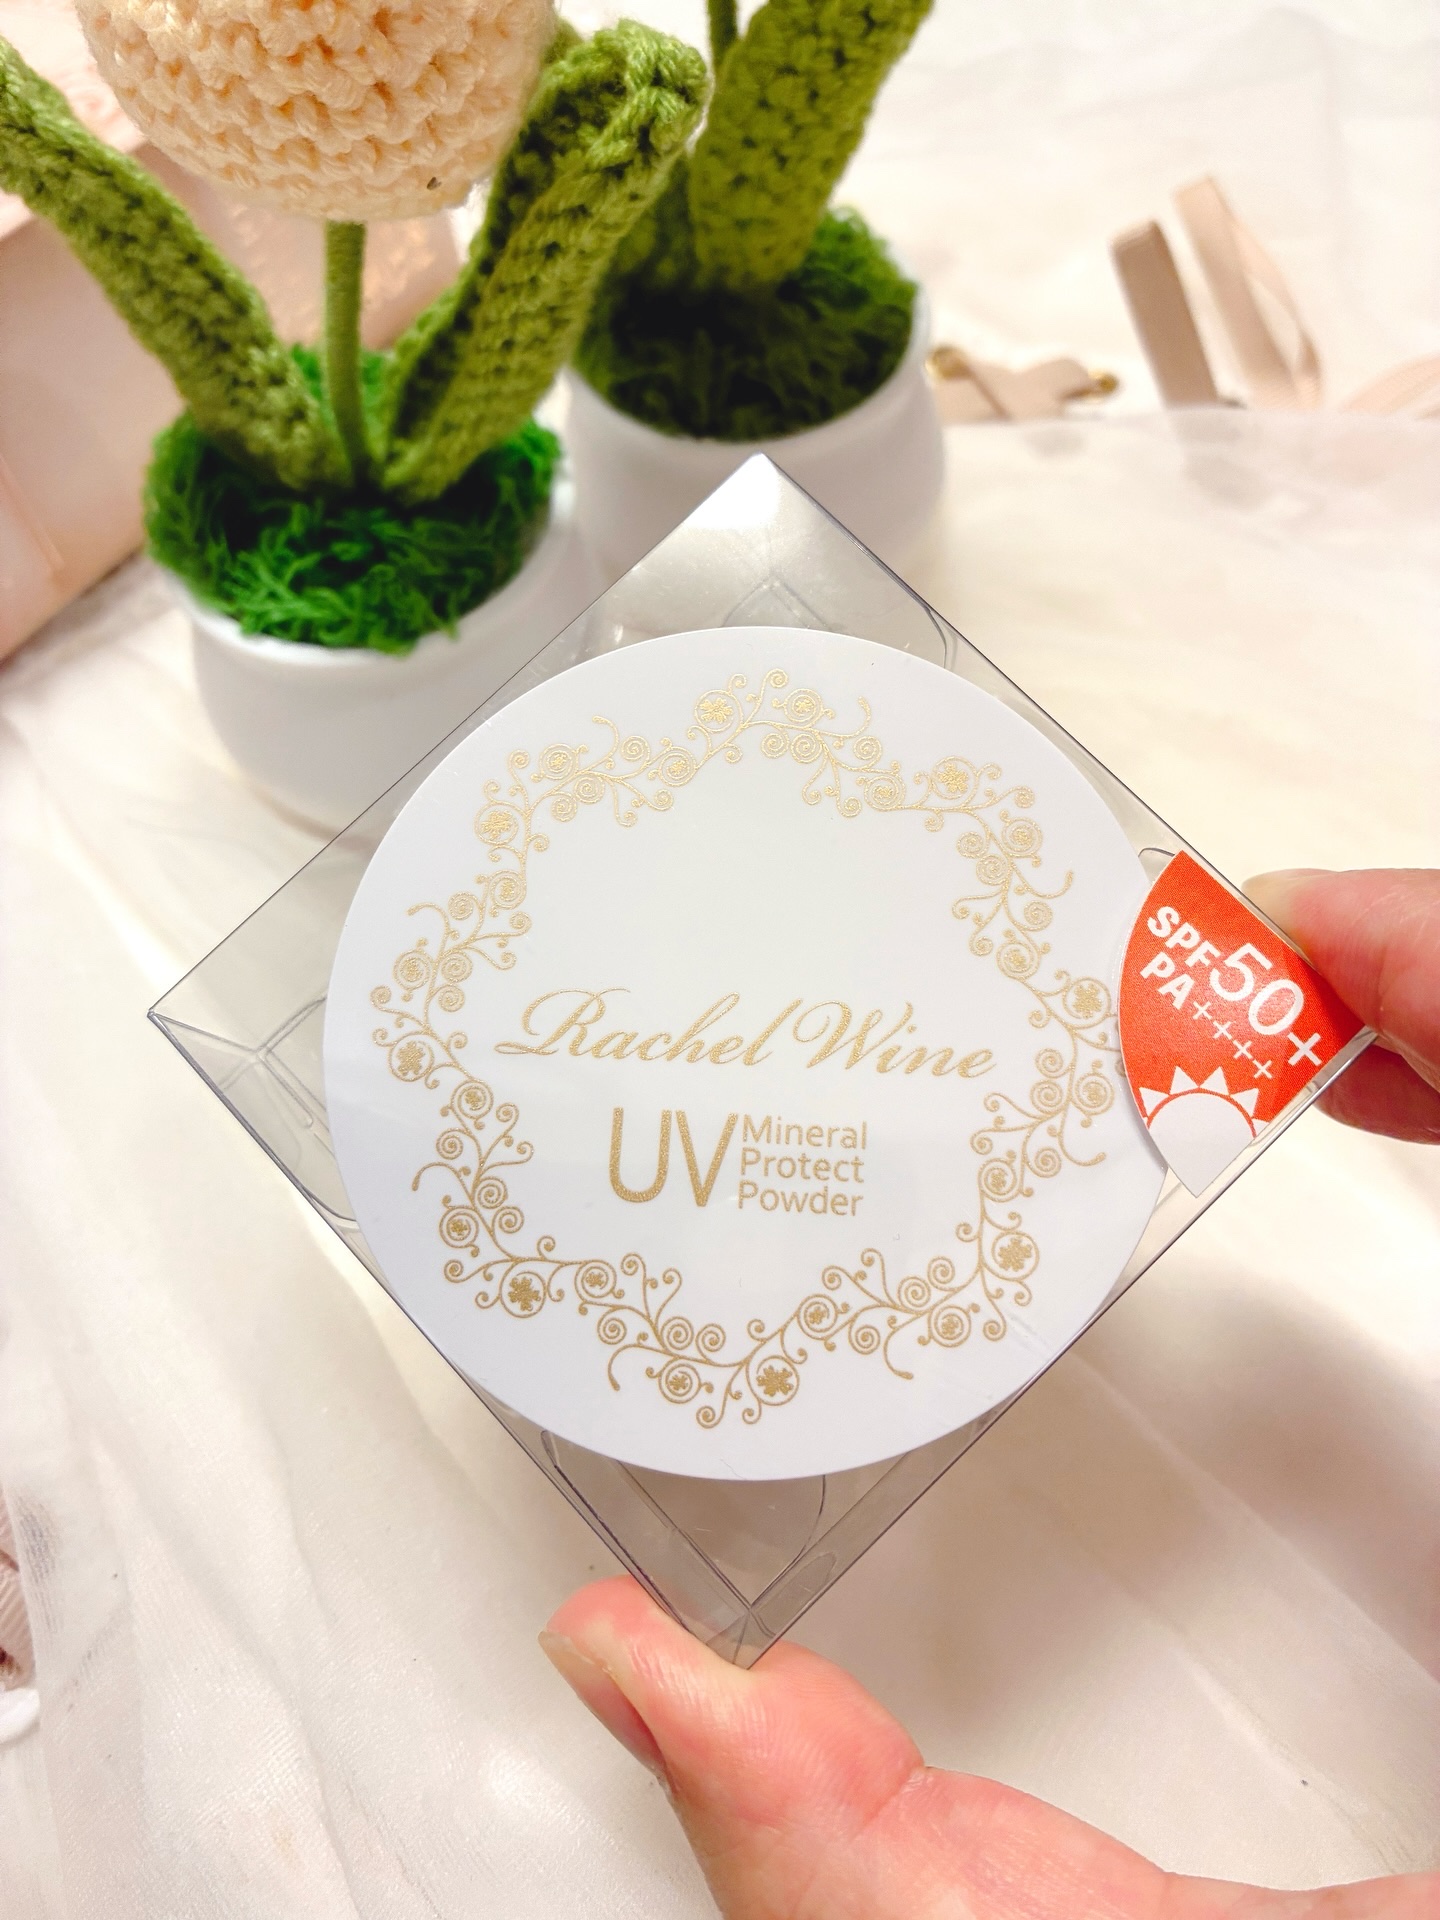 Rachel Wine
UV Mineral
Protect
Powder
SPF50+
PA++++